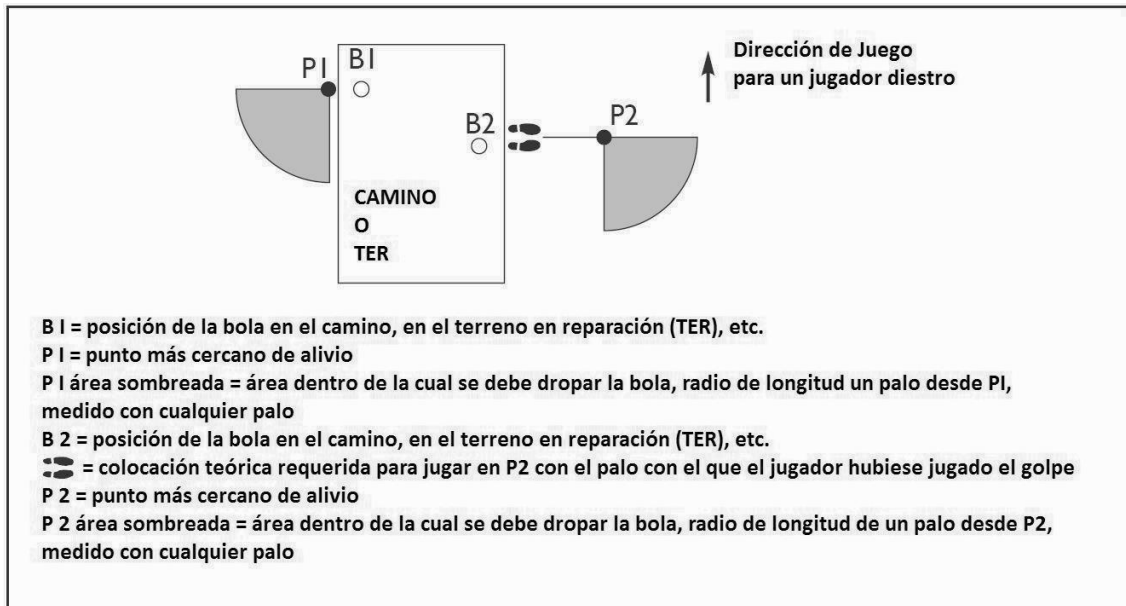 P1
B1
B2
P2
Dirección de Juego
para un jugador diestro
CAMINO
O
TER
B I = posición de la bola en el camino, en el terreno en reparación (TER), etc.
P I = punto más cercano de alivio
P I área sombreada = área dentro de la cual se debe dropar la bola, radio de longitud un palo desde PI,
medido con cualquier palo
B 2 = posición de la bola en el camino, en el terreno en reparación (TER), etc.
= colocación teórica requerida para jugar en P2 con el palo con el que el jugador hubiese jugado el golpe
P 2 = punto más cercano de alivio
P 2 área sombreada = área dentro de la cual se debe dropar la bola, radio de longitud de un palo desde P2,
medido con cualquier palo